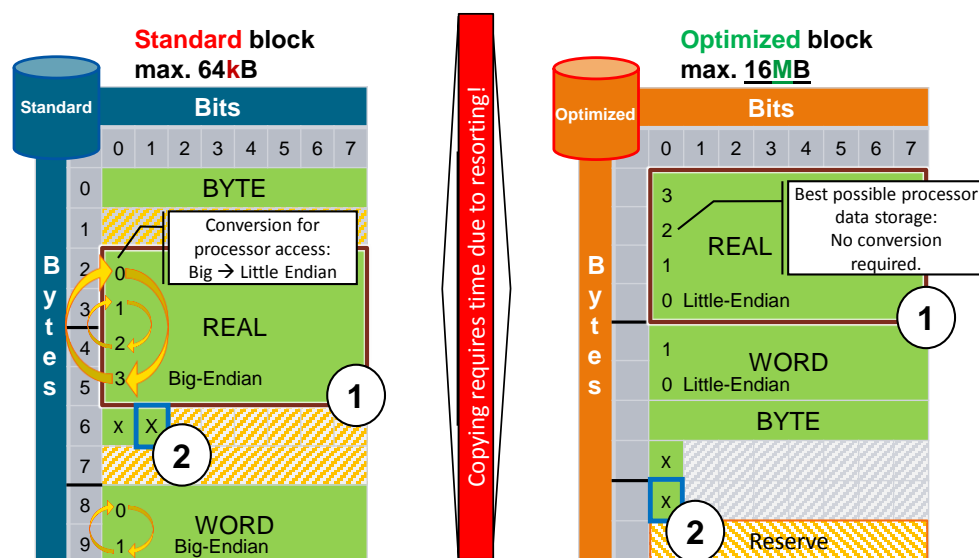 Standard block
max. 64kB
Standard
Bits
0 1 2 3 4 5 6 7
Bytes
0 BYTE
1
Conversion for
processor access:
Big → Little Endian
2 0
3 1
REAL
4 2
5 3 Big-Endian
1
6 x X
2
7
8 0
WORD
9 1 Big-Endian
Copying requires time due to resorting!
Optimized block
max. 16MB
Optimized
Bits
0 1 2 3 4 5 6 7
Bytes
3
Best possible processor
data storage:
No conversion
required.
2
REAL
1
0 Little-Endian
1
1
WORD
0 Little-Endian
BYTE
x
x
2
Reserve